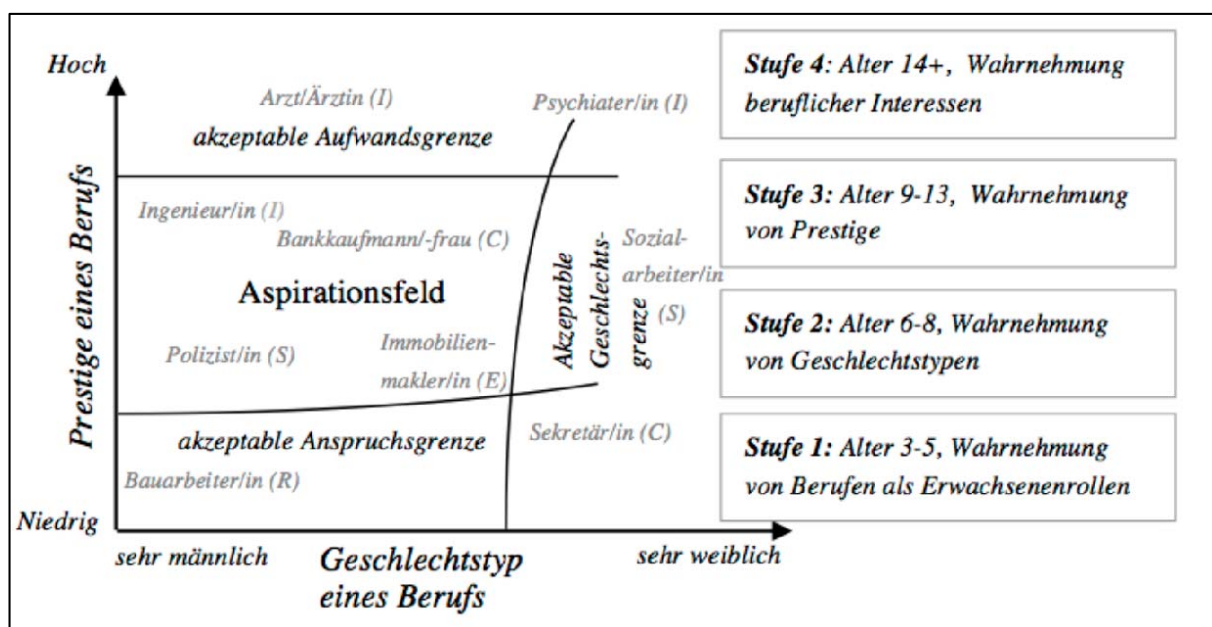 Hoch
Arzt/Ärztin (I)
Psychiater/in (I)
akzeptable Aufwandsgrenze
Prestige eines Berufs
Ingenieur/in (I)
Bankkaufmann/-frau (C)
Aspirationsfeld
Akzeptable
Geschlechts-
grenze
Sozial-
arbeiter/in
(S)
Polizist/in (S)
Immobilien-
makler/in (E)
akzeptable Anspruchsgrenze
Sekretär/in (C)
Bauarbeiter/in (R)
Niedrig
sehr männlich
Geschlechtstyp
eines Berufs
sehr weiblich
Stufe 4: Alter 14+, Wahrnehmung
beruflicher Interessen
Stufe 3: Alter 9-13, Wahrnehmung
von Prestige
Stufe 2: Alter 6-8, Wahrnehmung
von Geschlechtstypen
Stufe 1: Alter 3-5, Wahrnehmung
von Berufen als Erwachsenenrollen